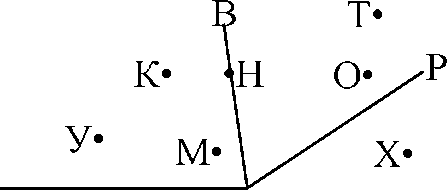 В Т
К Н О Р
У М Х